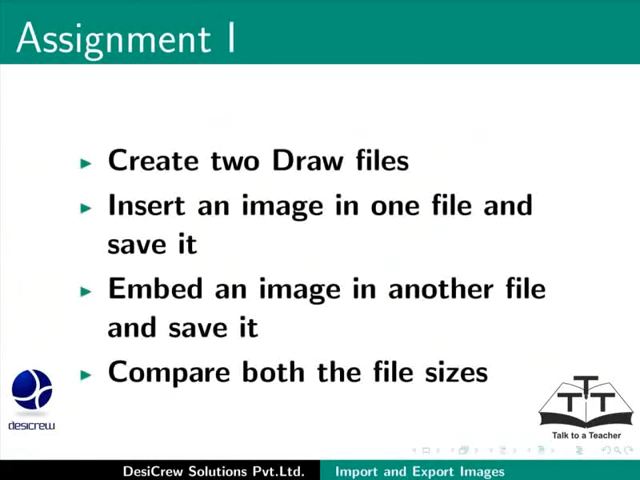 Assignment I
Create two Draw files
Insert an image in one file and
save it
Embed an image in another file
and save it
Compare both the file sizes
desicrew
T T T
Talk to a Teacher
DesiCrew Solutions Pvt.Ltd.
Import and Export Images